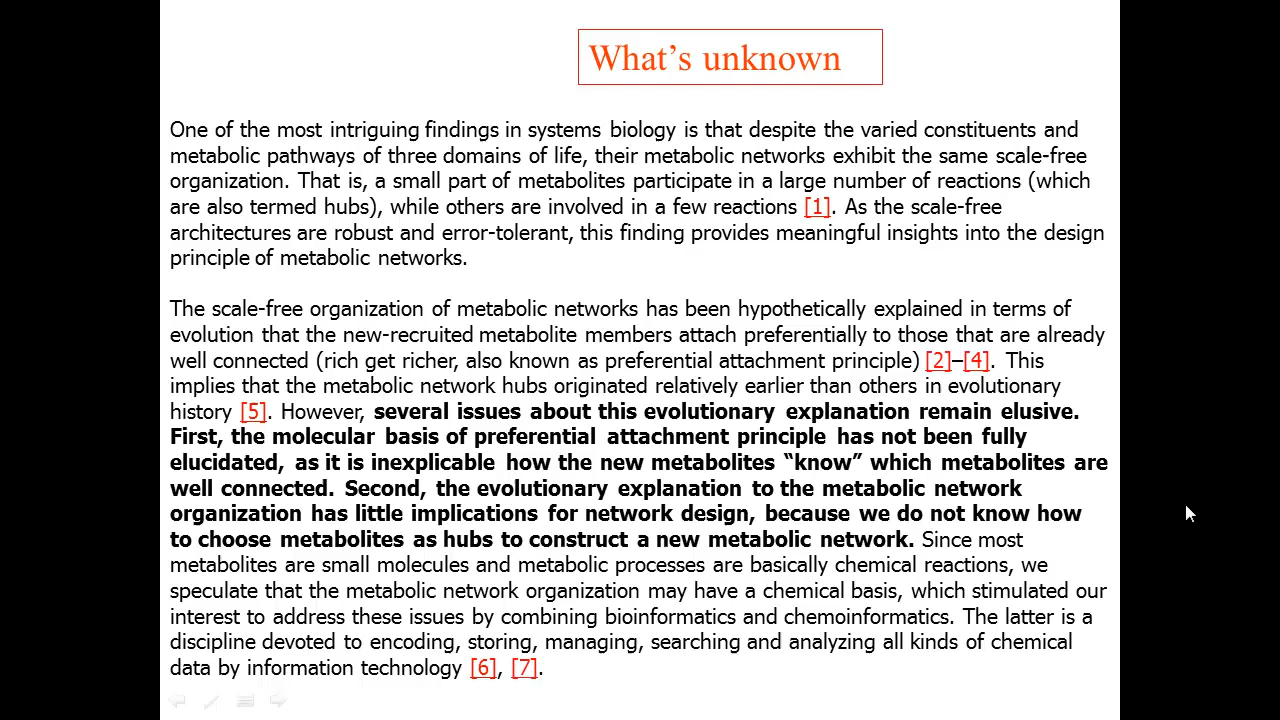 What’s unknown
One of the most intriguing findings in systems biology is that despite the varied constituents and
metabolic pathways of three domains of life, their metabolic networks exhibit the same scale-free
organization. That is, a small part of metabolites participate in a large number of reactions (which
are also termed hubs), while others are involved in a few reactions [1]. As the scale-free
architectures are robust and error-tolerant, this finding provides meaningful insights into the design
principle of metabolic networks.
The scale-free organization of metabolic networks has been hypothetically explained in terms of
evolution that the new-recruited metabolite members attach preferentially to those that are already
well connected (rich get richer, also known as preferential attachment principle) [2]–[4]. This
implies that the metabolic network hubs originated relatively earlier than others in evolutionary
history [5]. However, several issues about this evolutionary explanation remain elusive.
First, the molecular basis of preferential attachment principle has not been fully
elucidated, as it is inexplicable how the new metabolites “know” which metabolites are
well connected. Second, the evolutionary explanation to the metabolic network
organization has little implications for network design, because we do not know how
to choose metabolites as hubs to construct a new metabolic network. Since most
metabolites are small molecules and metabolic processes are basically chemical reactions, we
speculate that the metabolic network organization may have a chemical basis, which stimulated our
interest to address these issues by combining bioinformatics and chemoinformatics. The latter is a
discipline devoted to encoding, storing, managing, searching and analyzing all kinds of chemical
data by information technology [6], [7].